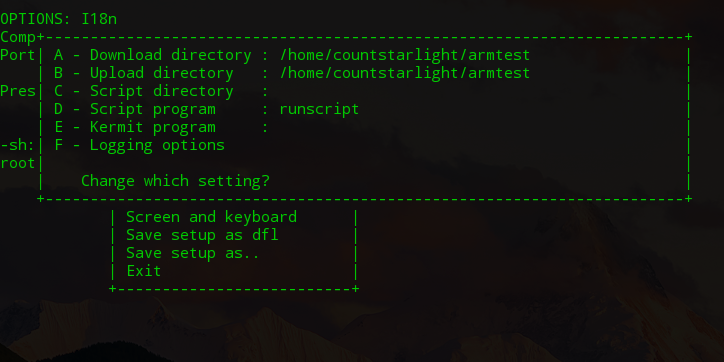 OPTIONS: I18n
Comp+-----------------------------------------------------------------------+
Port| A - Download directory : /home/countstarlight/armtest                 |
    | B - Upload directory   : /home/countstarlight/armtest                 |
Pres| C - Script directory   :                                              |
    | D - Script program     : runscript                                    |
    | E - Kermit program     :                                              |
-sh:| F - Logging options                                                   |
root|                                                                       |
    |    Change which setting?                                              |
    +-----------------------------------------------------------------------+
            | Screen and keyboard      |
            | Save setup as dfl        |
            | Save setup as..          |
            | Exit                     |
            +--------------------------+